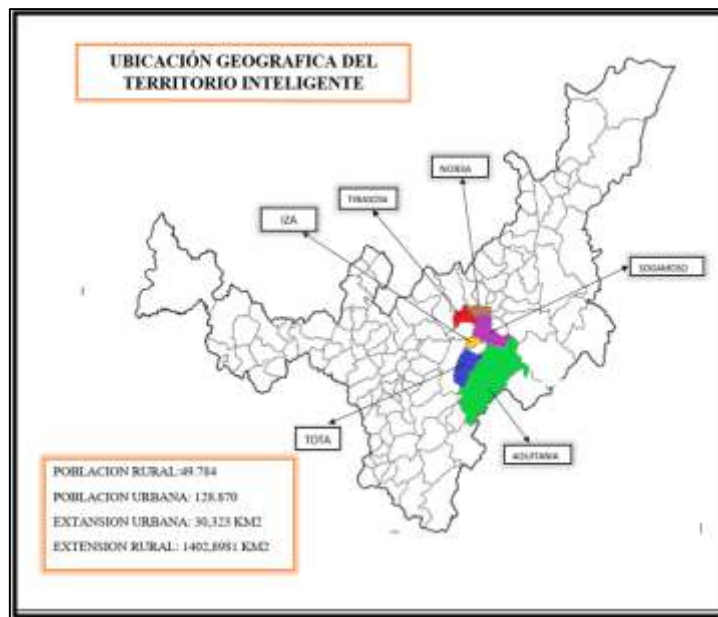 UBICACIÓN GEOGRAFICA DEL
TERRITORIO INTELIGENTE
NOBSA
TIBASOSA
IZA
SOGAMOSO
TOTA
AQUITANIA
POBLACION RURAL:49.784
POBLACION URBANA: 128.870
EXTANSION URBANA: 30,323 KM2
EXTENSION RURAL: 1402,8981 KM2